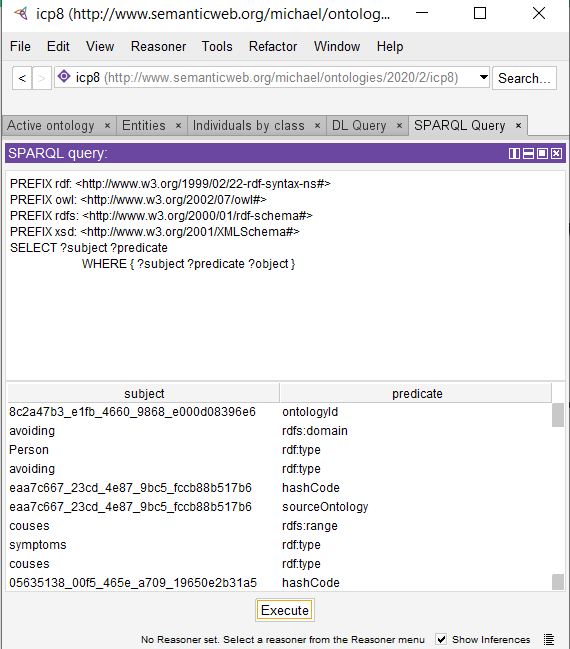 icp8 (http://www.semanticweb.org/michael/ontolog...
File Edit View Reasoner Tools Refactor Window Help
< > icp8 (http://www.semanticweb.org/michael/ontologies/2020/2/icp8) Search...
Active ontology × Entities × Individuals by class × DL Query × SPARQL Query ×
SPARQL query:
PREFIX rdf: <http://www.w3.org/1999/02/22-rdf-syntax-ns#>
PREFIX owl: <http://www.w3.org/2002/07/owl#>
PREFIX rdfs: <http://www.w3.org/2000/01/rdf-schema#>
PREFIX xsd: <http://www.w3.org/2001/XMLSchema#>
SELECT ?subject ?predicate
WHERE { ?subject ?predicate ?object }
subject predicate
8c2a47b3_e1fb_4660_9868_e000d08396e6 ontologyId
avoiding rdfs:domain
Person rdf:type
avoiding rdf:type
eaa7c667_23cd_4e87_9bc5_fccb88b517b6 hashCode
eaa7c667_23cd_4e87_9bc5_fccb88b517b6 sourceOntology
couses rdfs:range
symptoms rdf:type
couses rdf:type
05635138_00f5_465e_a709_19650e2b31a5 hashCode
Execute
No Reasoner set. Select a reasoner from the Reasoner menu Show Inferences